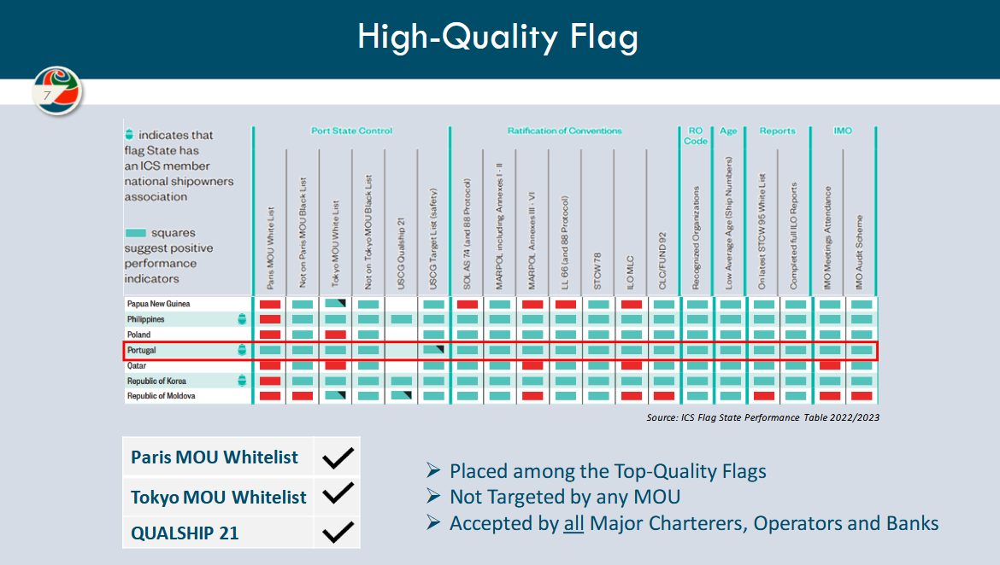 High-Quality Flag
7
indicates that
flag State has
an ICS member
national shipowners
association
squares
suggest positive
performance
indicators
Port State Control
Ratification of Conventions
RO
Code
Age
Reports
IMO
Paris MOU White List
Not on Paris MOU Black List
Tokyo MOU White List
Not on Tokyo MOU Black List
USCG Qualship 21
USCG Target List (safety)
SOLAS 74 (and 88 Protocol)
MARPOL including Annexes I - II
MARPOL Annexes III - VI
LL 66 (and 88 Protocol)
STCW 78
ILO MLC
CLC/FUND 92
Recognized Organizations
Low Average Age (Ship Numbers)
On latest STCW 95 White List
Completed full ILO Reports
IMO Meetings Attendance
IMO Audit Scheme
Papua New Guinea
Philippines
Poland
Portugal
Qatar
Republic of Korea
Republic of Moldova
Source: ICS Flag State Performance Table 2022/2023
Paris MOU Whitelist
Tokyo MOU Whitelist
QUALSHIP 21
Placed among the Top-Quality Flags
Not Targeted by any MOU
Accepted by all Major Charterers, Operators and Banks